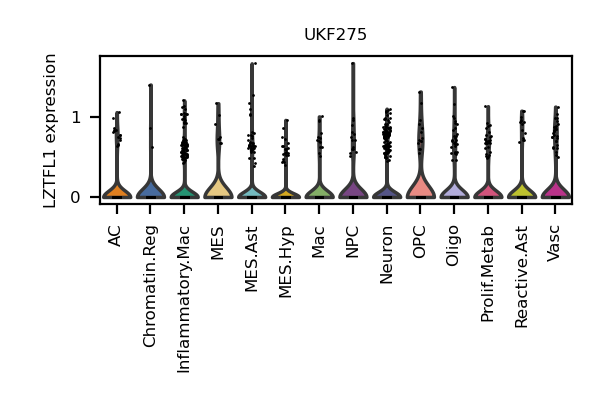 UKF275
LZTFL1 expression
1
0
AC
Chromatin.Reg
Inflammatory.Mac
MES
MES.Ast
MES.Hyp
Mac
NPC
Neuron
OPC
Oligo
Prolif.Metab
Reactive.Ast
Vasc